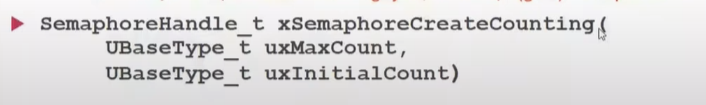 SemaphoreHandle_t xSemaphoreCreateCounting(
UBaseType_t uxMaxCount,
UBaseType_t uxInitialCount)